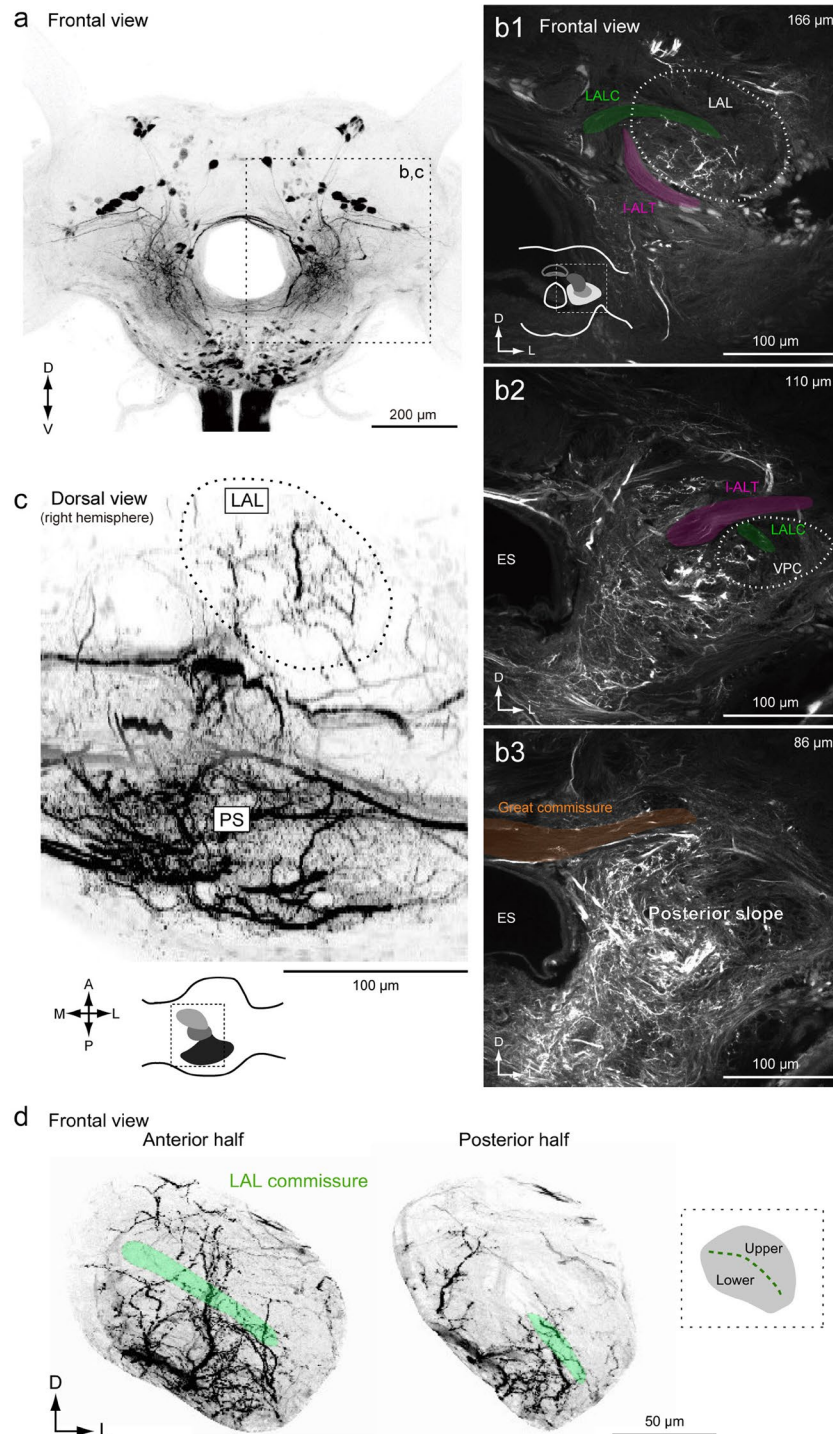 a Frontal view
b,c
D
V
200 µm
b1 Frontal view 166 µm
LALC
LAL
l-ALT
D
L
100 µm
b2 110 µm
l-ALT
LALC
ES
VPC
D
L
100 µm
b3 86 µm
Great commissure
ES
Posterior slope
D
L
100 µm
c Dorsal view
(right hemisphere)
LAL
PS
100 µm
A
M L
P
d Frontal view
Anterior half Posterior half
LAL commissure
Upper
Lower
D
L
50 µm